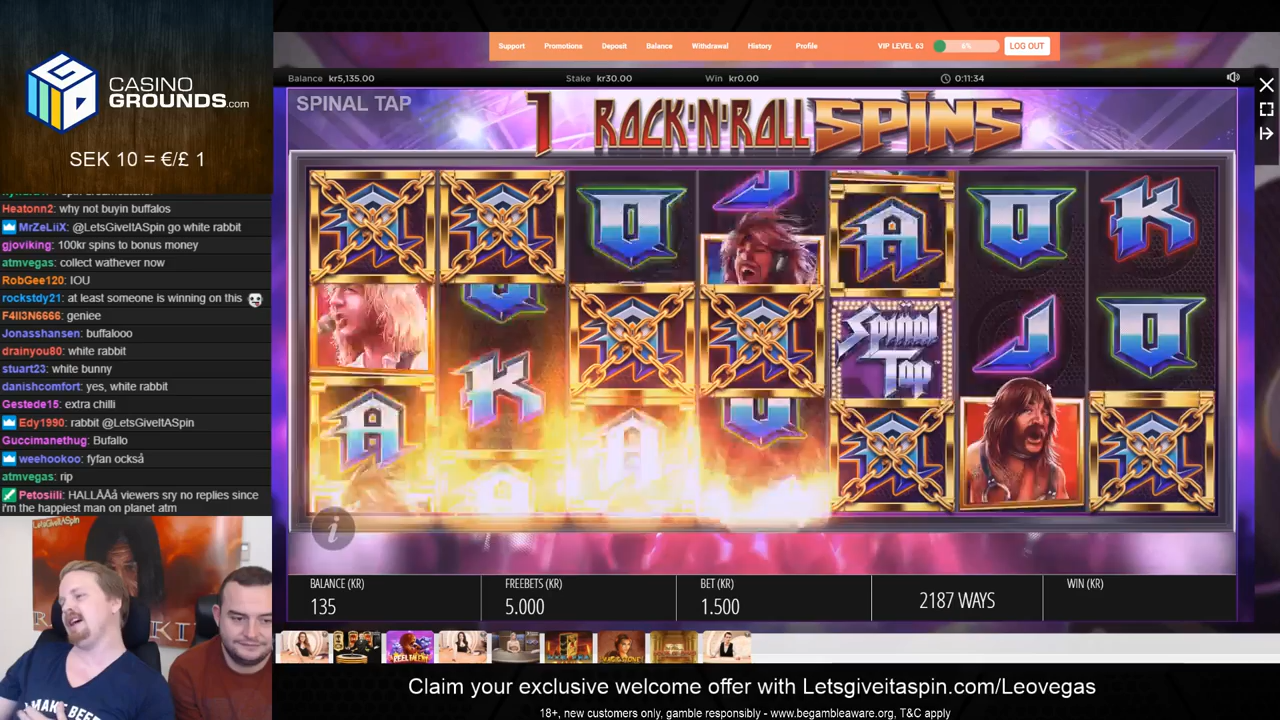 CASINO
GROUNDS.com
SEK 10 = €/£ 1
Heatonn2: why not buyin buffalos
MrZeLiiX: @LetsGiveItASpin go white rabbit
gjoviking: 100kr spins to bonus money
atmvegas: collect wathever now
RobGee120: IOU
rockstdy21: at least someone is winning on this
F4ll3N6666: geniee
Jonasshansen: buffalooo
drainyou80: white rabbit
stuart23: white bunny
danishcomfort: yes, white rabbit
Gestede15: extra chilli
Edy1990: rabbit @LetsGiveItASpin
Guccimanethug: Bufallo
weehookoo: fyfan också
atmvegas: rip
Petosiili: HALLÅÅå viewers sry no replies since
i'm the happiest man on planet atm
LetsGiveItASpin
Support Promotions Deposit Balance Withdrawal History Profile VIP LEVEL 63 6% LOG OUT
Balance kr5,135.00 Stake kr30.00 Win kr0.00 0:11:34
SPINAL TAP
1 ROCK'N'ROLL SPINS
J
Q A Q K
Spinal
Tap
J Q
K
A A Q
i
BALANCE (KR) FREEBETS (KR) BET (KR) WIN (KR)
135 5.000 1.500 2187 WAYS
Claim your exclusive welcome offer with Letsgiveitaspin.com/Leovegas
18+, new customers only, gamble responsibly - www.begambleaware.org, T&C apply